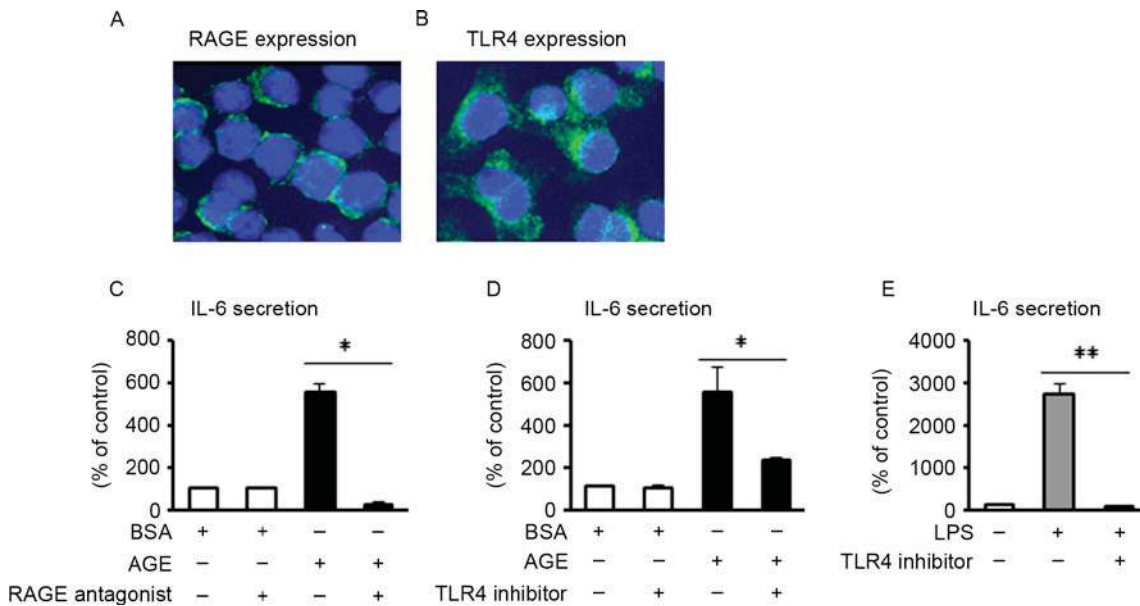 A
RAGE expression
B
TLR4 expression
C
IL-6 secretion
(% of control)
800
600
400
200
0
BSA + + – –
AGE – – + +
RAGE antagonist – + – +
*
D
IL-6 secretion
(% of control)
800
600
400
200
0
BSA + + – –
AGE – – + +
TLR4 inhibitor – + – +
*
E
IL-6 secretion
(% of control)
4000
3000
2000
1000
0
LPS – + +
TLR4 inhibitor – – +
**